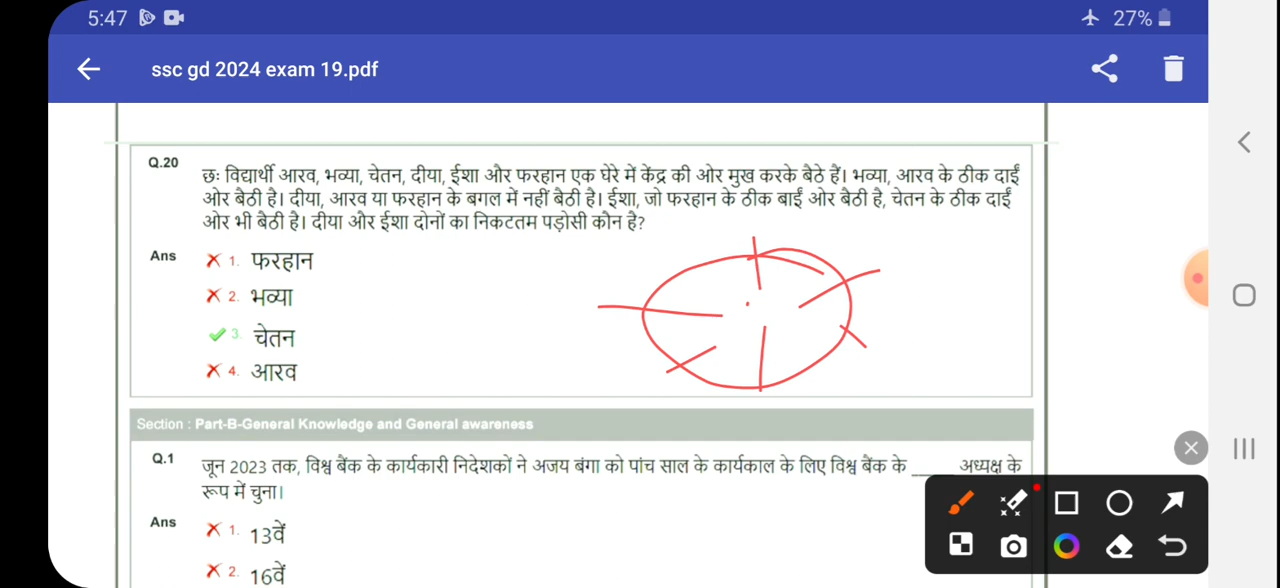 5:47
27%
ssc gd 2024 exam 19.pdf
Q.20
छः विद्यार्थी आरव, भव्या, चेतन, दीया, ईशा और फरहान एक घेरे में केंद्र की ओर मुख करके बैठे हैं। भव्या, आरव के ठीक दाईं
ओर बैठी है। दीया, आरव या फरहान के बगल में नहीं बैठी है। ईशा, जो फरहान के ठीक बाईं ओर बैठी है, चेतन के ठीक दाईं
ओर भी बैठी है। दीया और ईशा दोनों का निकटतम पड़ोसी कौन है?
Ans
1. फरहान
2. भव्या
3. चेतन
4. आरव
Section : Part-B-General Knowledge and General awareness
Q.1
जून 2023 तक, विश्व बैंक के कार्यकारी निदेशकों ने अजय बंगा को पांच साल के कार्यकाल के लिए विश्व बैंक के ____ अध्यक्ष के
रूप में चुना।
Ans
1. 13वें
2. 16वें